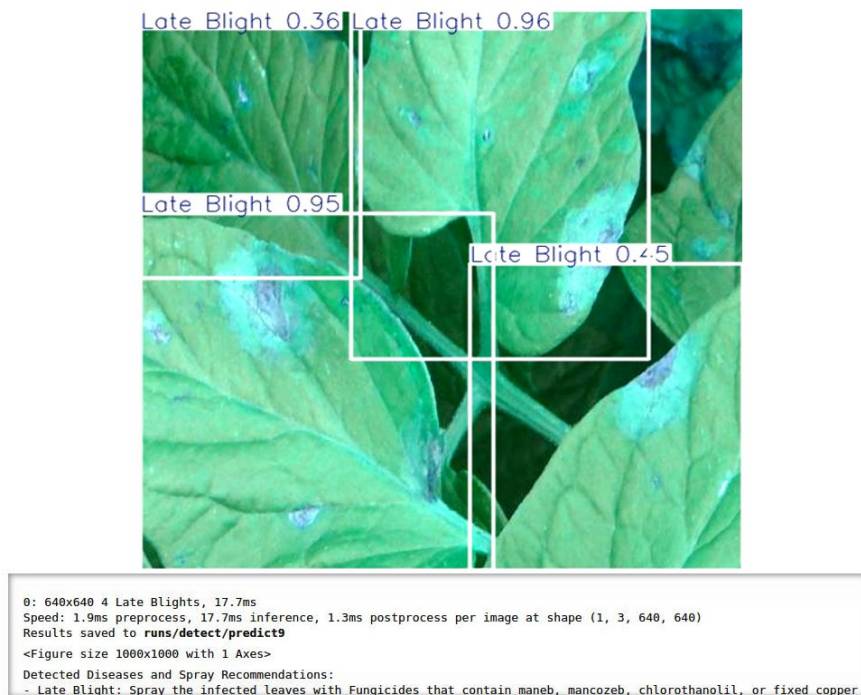 Late Blight 0.36
Late Blight 0.96
Late Blight 0.95
Late Blight 0.45
0: 640x640 4 Late Blights, 17.7ms
Speed: 1.9ms preprocess, 17.7ms inference, 1.3ms postprocess per image at shape (1, 3, 640, 640)
Results saved to runs/detect/predict9
<Figure size 1000x1000 with 1 Axes>
Detected Diseases and Spray Recommendations:
- Late Blight: Spray the infected leaves with Fungicides that contain maneb, mancozeb, chlorothanolil, or fixed copper